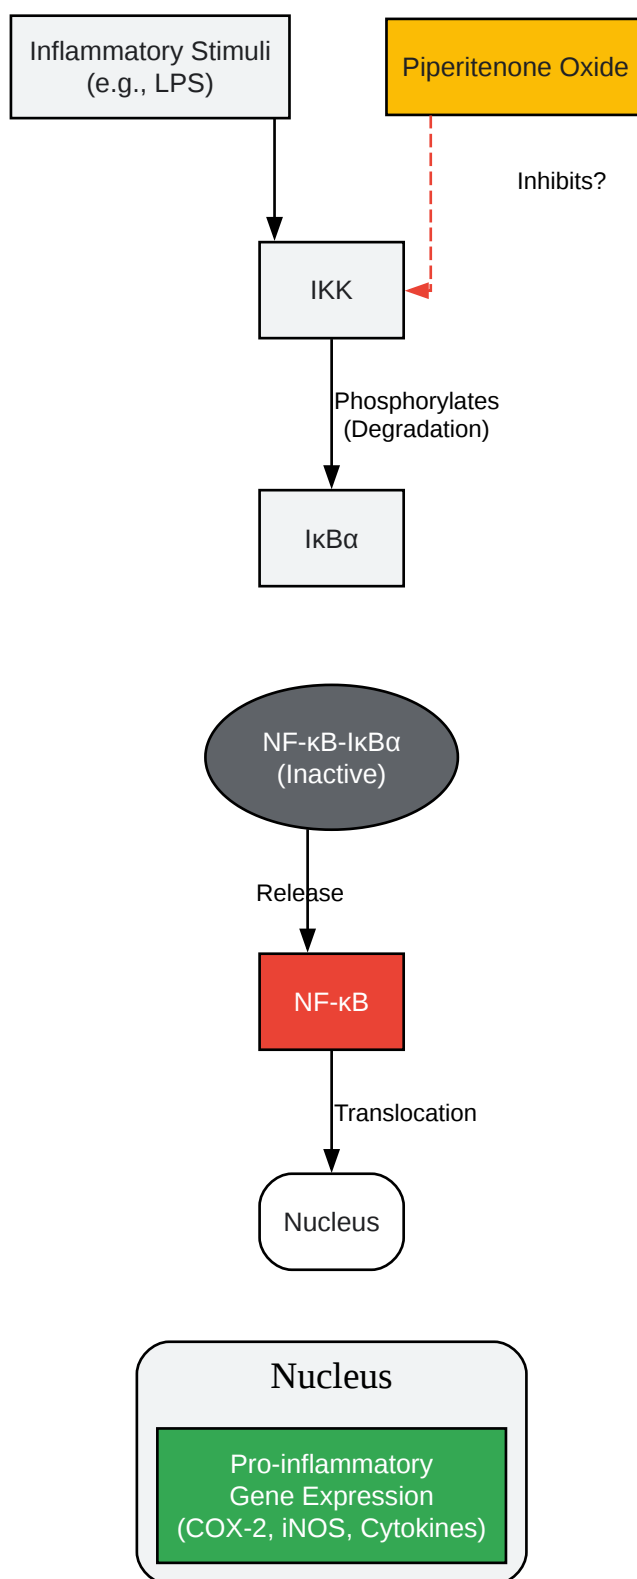 Inflammatory Stimuli
(e.g., LPS)
Piperitenone Oxide
Inhibits?
IKK
Phosphorylates
(Degradation)
IκBα
NF-κB-IκBα
(Inactive)
Release
NF-κB
Translocation
Nucleus
Nucleus
Pro-inflammatory
Gene Expression
(COX-2, iNOS, Cytokines)